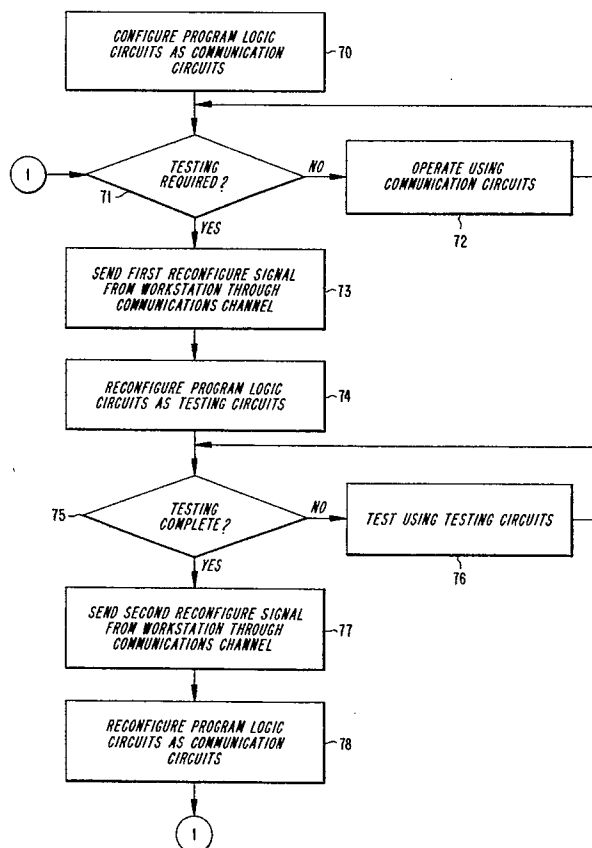 CONFIGURE PROGRAM LOGIC
CIRCUITS AS COMMUNICATION
CIRCUITS
70
1
TESTING
REQUIRED?
71
NO
OPERATE USING
COMMUNICATION CIRCUITS
72
YES
SEND FIRST RECONFIGURE SIGNAL
FROM WORKSTATION THROUGH
COMMUNICATIONS CHANNEL
73
RECONFIGURE PROGRAM LOGIC
CIRCUITS AS TESTING CIRCUITS
74
75
TESTING
COMPLETE?
NO
TEST USING TESTING CIRCUITS
76
YES
SEND SECOND RECONFIGURE SIGNAL
FROM WORKSTATION THROUGH
COMMUNICATIONS CHANNEL
77
RECONFIGURE PROGRAM LOGIC
CIRCUITS AS COMMUNICATION
CIRCUITS
78
1